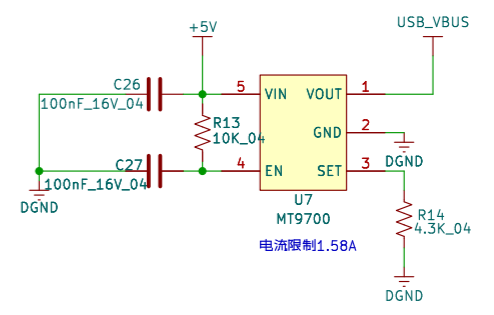 +5V
USB_VBUS
C26
100nF_16V_04
5
VIN
VOUT
1
R13
10K_04
GND
2
DGND
C27
100nF_16V_04
4
EN
SET
3
DGND
U7
MT9700
R14
4.3K_04
电流限制1.58A
DGND